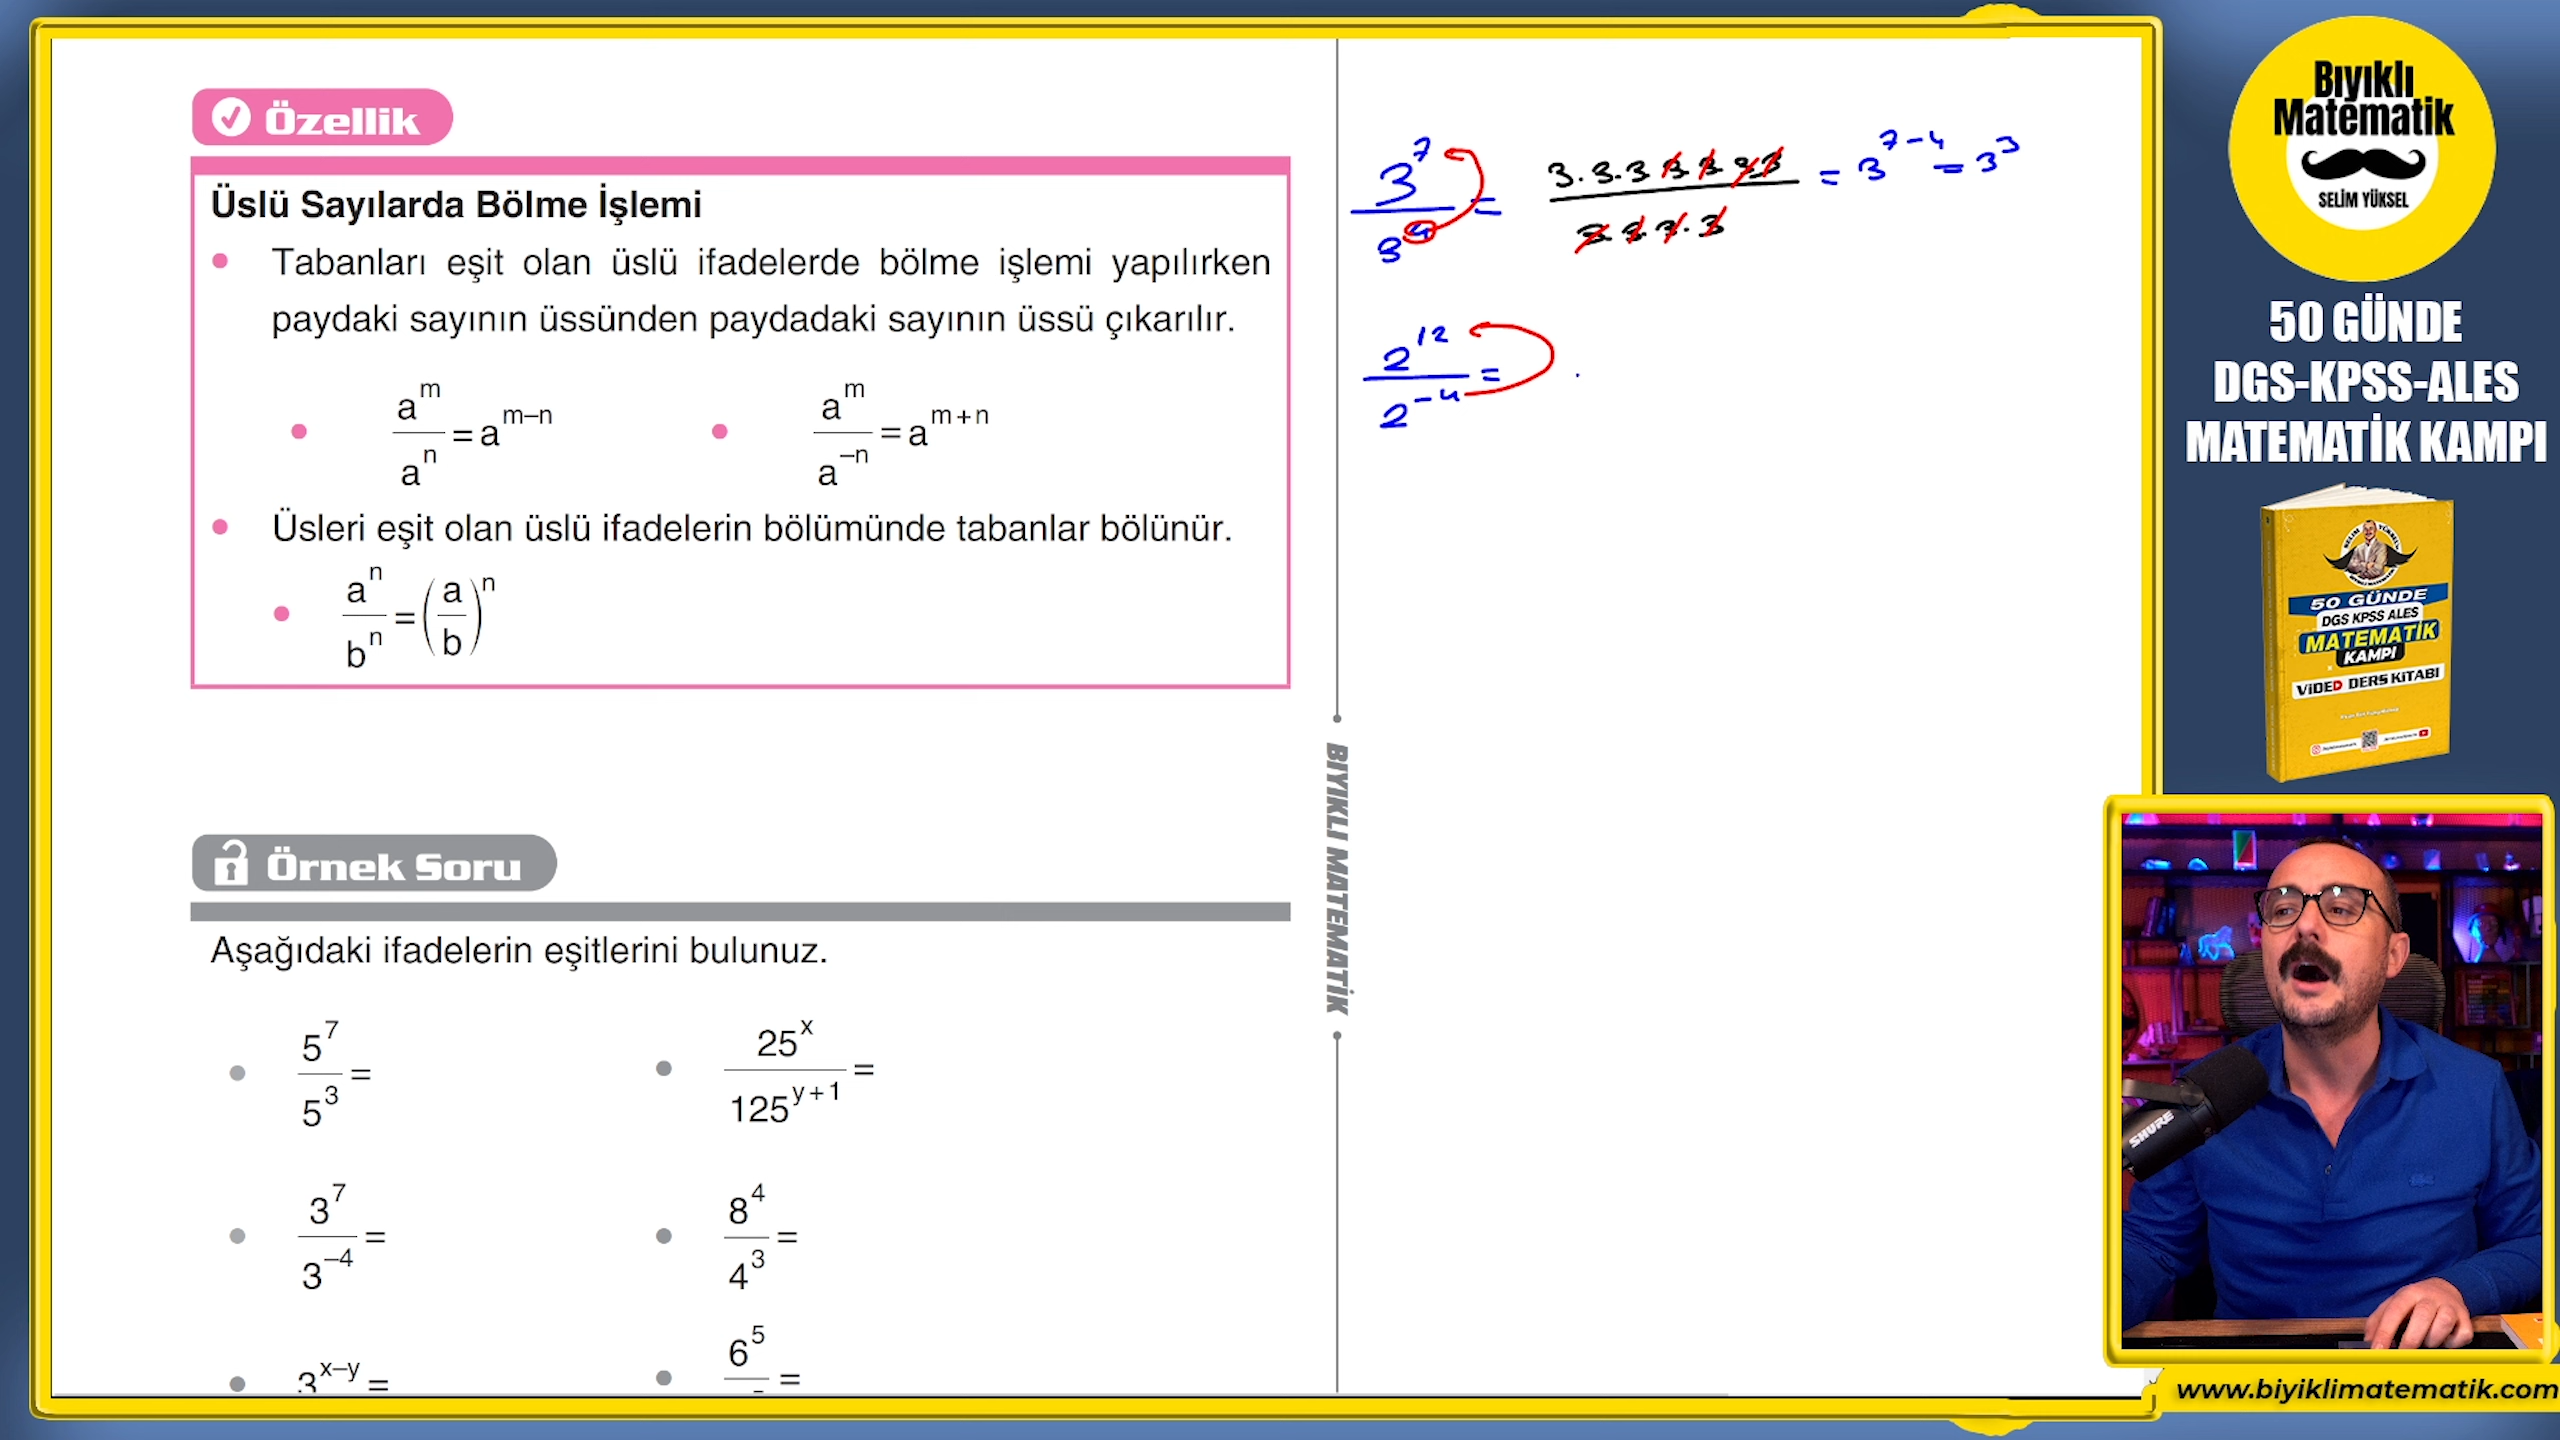 Özellik
Üslü Sayılarda Bölme İşlemi
• Tabanları eşit olan üslü ifadelerde bölme işlemi yapılırken
paydaki sayının üssünden paydadaki sayının üssü çıkarılır.
• a^m / a^n = a^(m–n) • a^m / a^(–n) = a^(m+n)
• Üsleri eşit olan üslü ifadelerin bölümünde tabanlar bölünür.
• a^n / b^n = (a/b)^n
Örnek Soru
Aşağıdaki ifadelerin eşitlerini bulunuz.
• 5^7 / 5^3 = • 25^x / 125^(y+1) =
• 3^7 / 3^(–4) = • 8^4 / 4^3 =
• 3^(x–y) = • 6^5
BIYIKLI MATEMATİK
3^7 / 3^4 = 3.3.3.3.3.3.3 / 3.3.3.3 = 3^(7-4) = 3^3
2^12 / 2^(-4) =
Bıyıklı
Matematik
SELİM YÜKSEL
50 GÜNDE
DGS-KPSS-ALES
MATEMATİK KAMPI
50 GÜNDE
DGS KPSS ALES
MATEMATİK
KAMPI
VİDEO DERS KİTABI
SHURE
www.biyiklimatematik.com